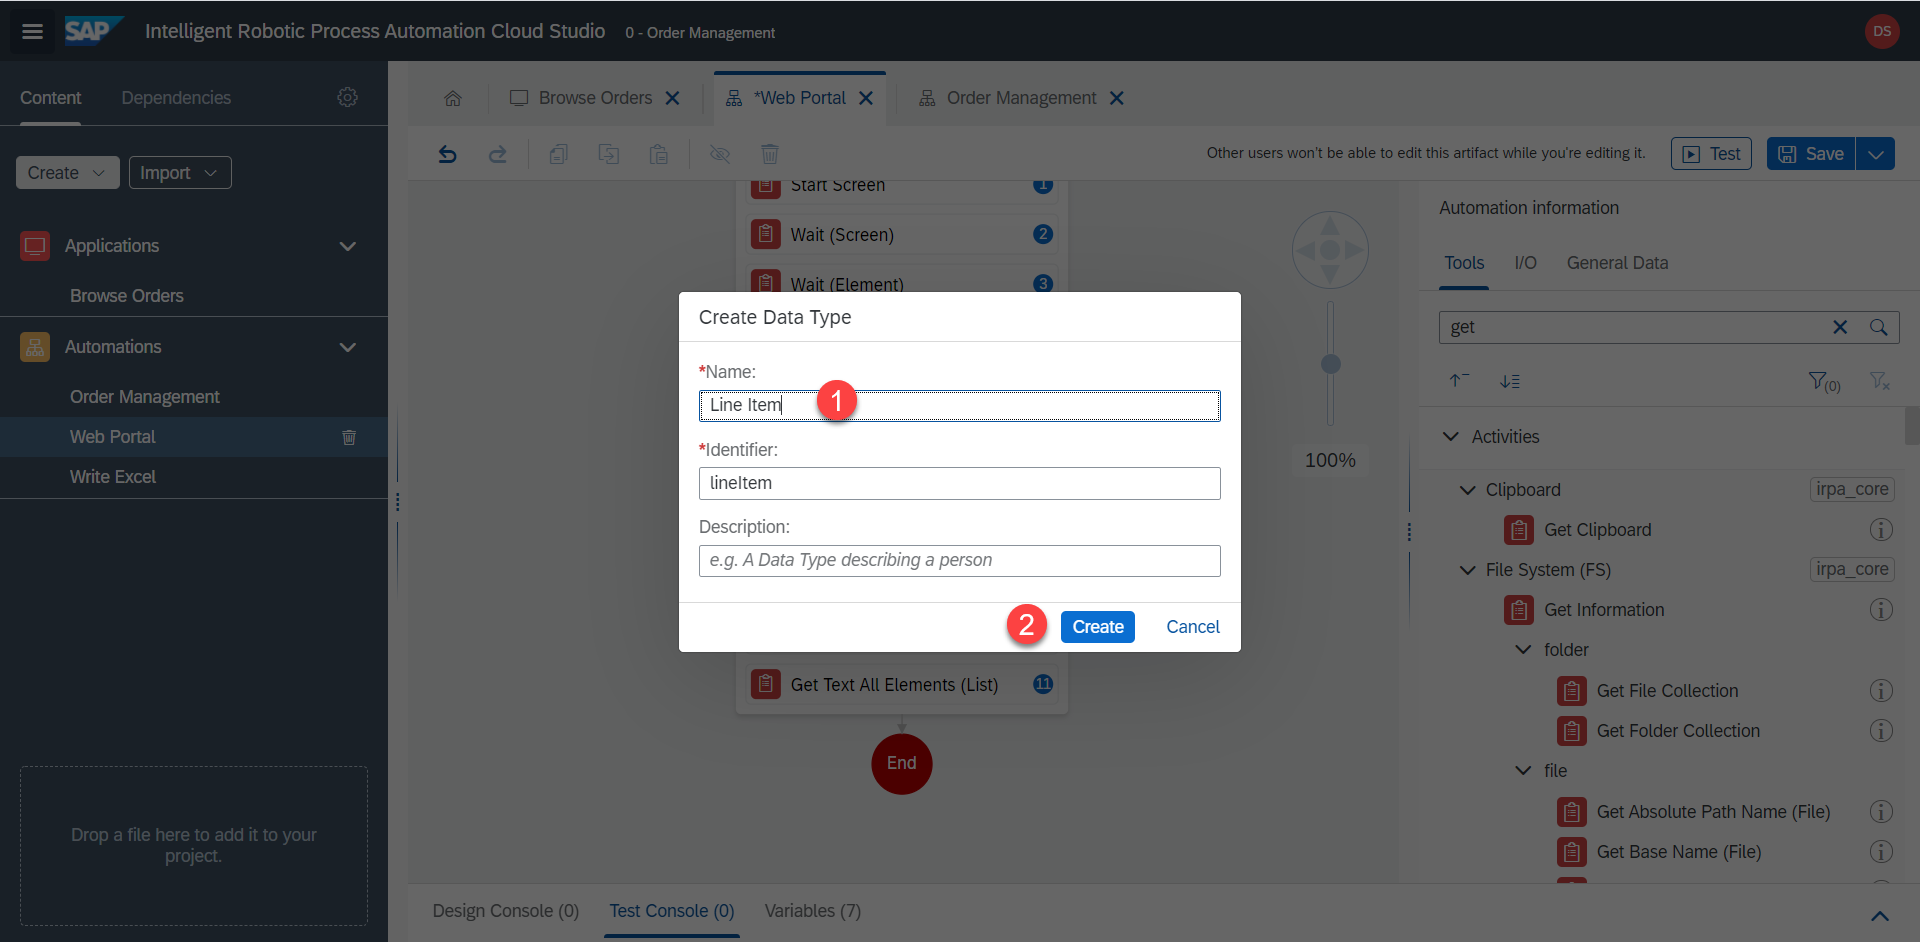 SAP Intelligent Robotic Process Automation Cloud Studio 0 - Order Management DS
Content Dependencies
Browse Orders *Web Portal Order Management
Create Import
Other users won't be able to edit this artifact while you're editing it. Test Save
Applications
Browse Orders
Automations
Order Management
Web Portal
Write Excel
Drop a file here to add it to your
project.
Start Screen 1
Wait (Screen) 2
Wait (Element) 3
Create Data Type
*Name:
Line Item 1
*Identifier:
lineItem
Description:
e.g. A Data Type describing a person
2 Create Cancel
Get Text All Elements (List) 11
End
100%
Automation information
Tools I/O General Data
get
(0)
Activities
Clipboard irpa_core
Get Clipboard
File System (FS) irpa_core
Get Information
folder
Get File Collection
Get Folder Collection
file
Get Absolute Path Name (File)
Get Base Name (File)
Design Console (0) Test Console (0) Variables (7)